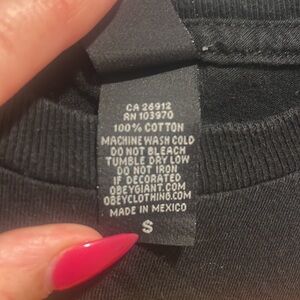 CA 26912
RN 103970
100% COTTON
MACHINE WASH COLD
DO NOT BLEACH
TUMBLE DRY LOW
DO NOT IRON
IF DECORATED
OBEYGIANT.COM
OBEYCLOTHING.COM
MADE IN MEXICO
S